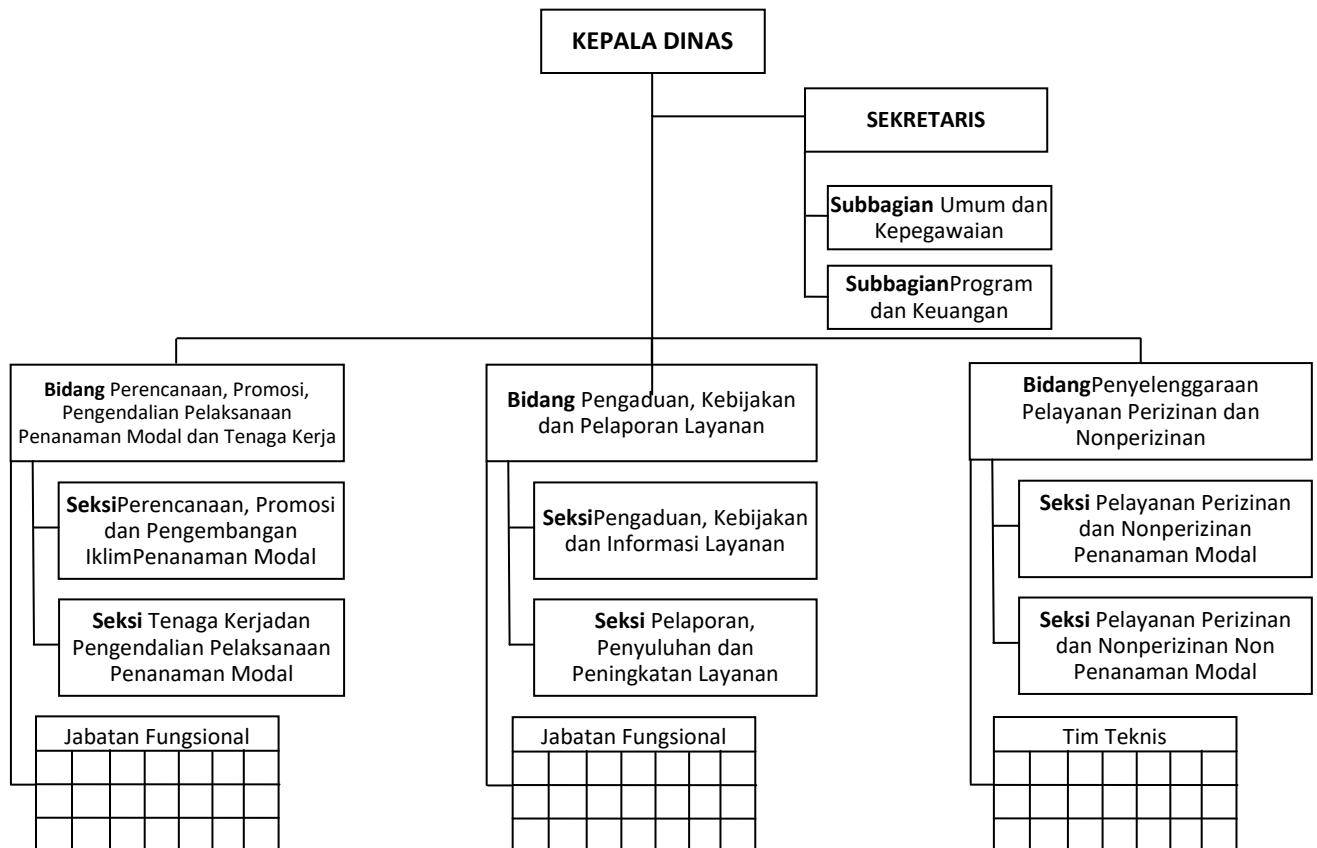 KEPALA DINAS
SEKRETARIS
Subbagian Umum dan
Kepegawaian
SubbagianProgram
dan Keuangan
Bidang Perencanaan, Promosi,
Pengendalian Pelaksanaan
Penanaman Modal dan Tenaga Kerja
SeksiPerencanaan, Promosi
dan Pengembangan
IklimPenanaman Modal
Seksi Tenaga Kerjadan
Pengendalian Pelaksanaan
Penanaman Modal
Jabatan Fungsional
Bidang Pengaduan, Kebijakan
dan Pelaporan Layanan
SeksiPengaduan, Kebijakan
dan Informasi Layanan
Seksi Pelaporan,
Penyuluhan dan
Peningkatan Layanan
Jabatan Fungsional
BidangPenyelenggaraan
Pelayanan Perizinan dan
Nonperizinan
Seksi Pelayanan Perizinan
dan Nonperizinan
Penanaman Modal
Seksi Pelayanan Perizinan
dan Nonperizinan Non
Penanaman Modal
Tim Teknis